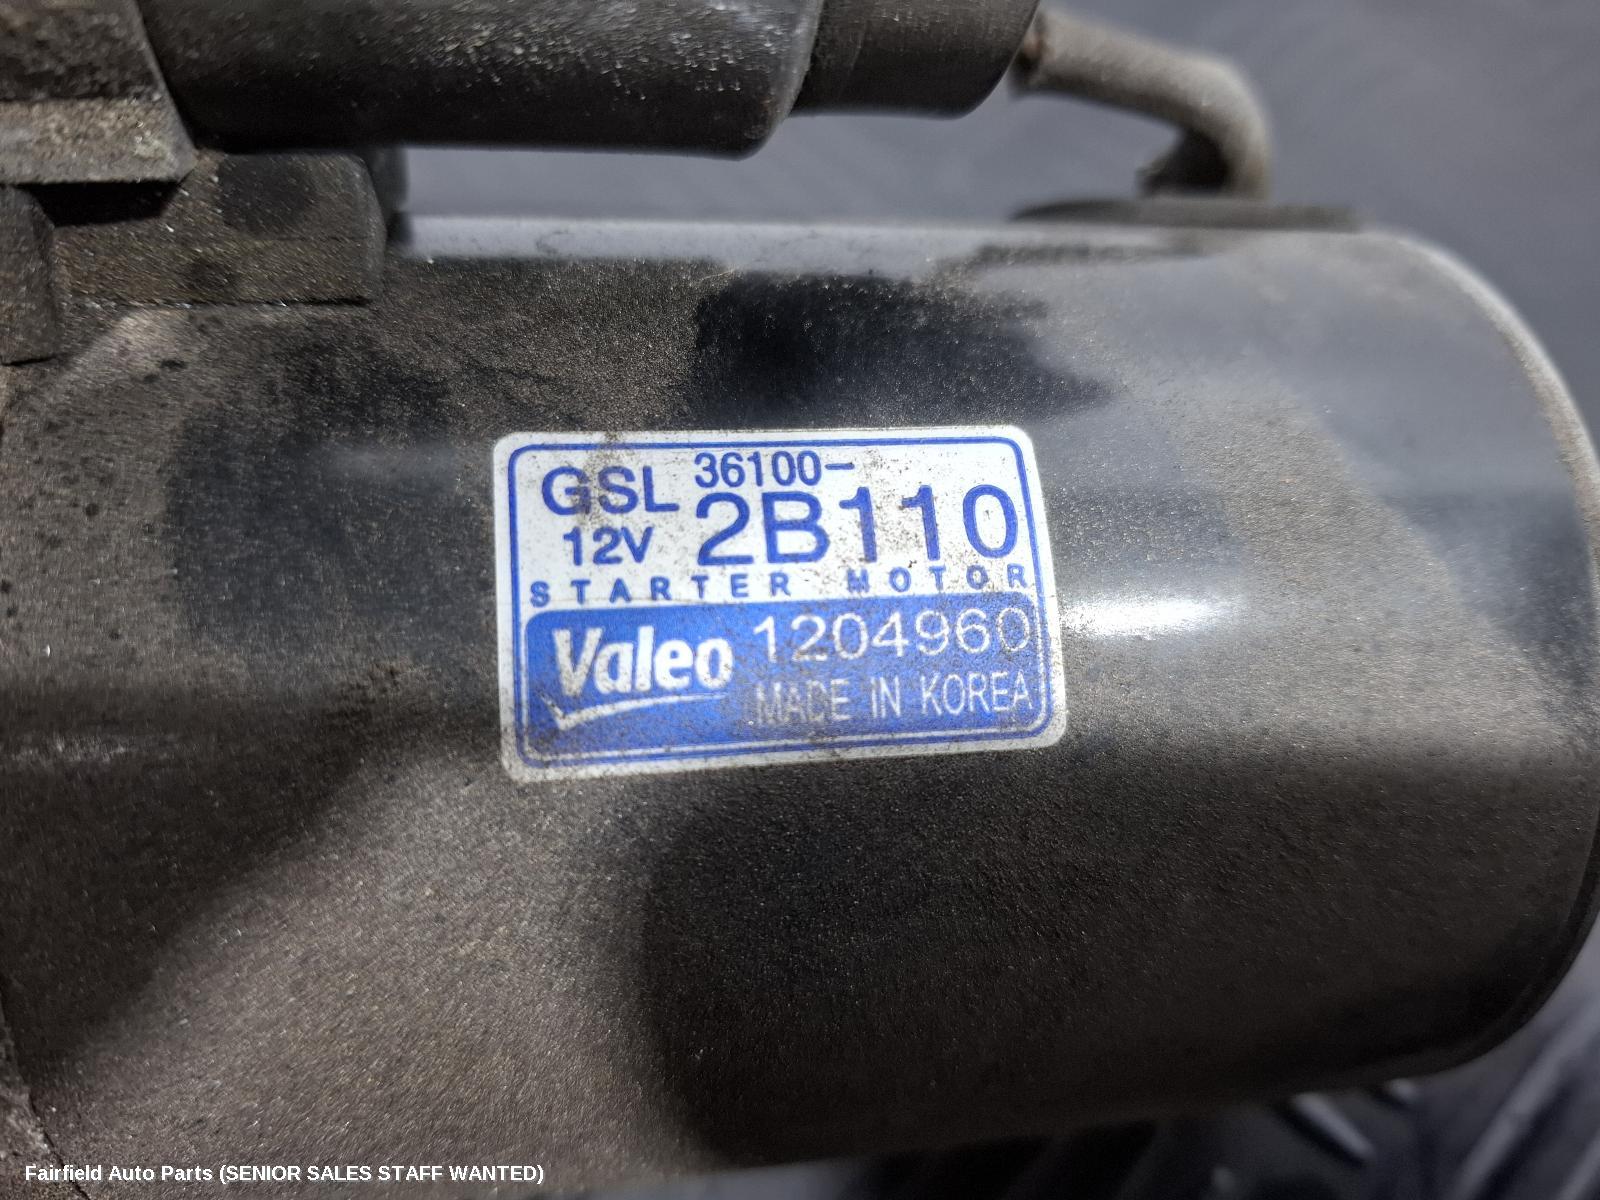 GSL 36100-
12V 2B110
STARTER MOTOR
Valeo 1204960
MADE IN KOREA
Fairfield Auto Parts (SENIOR SALES STAFF WANTED)